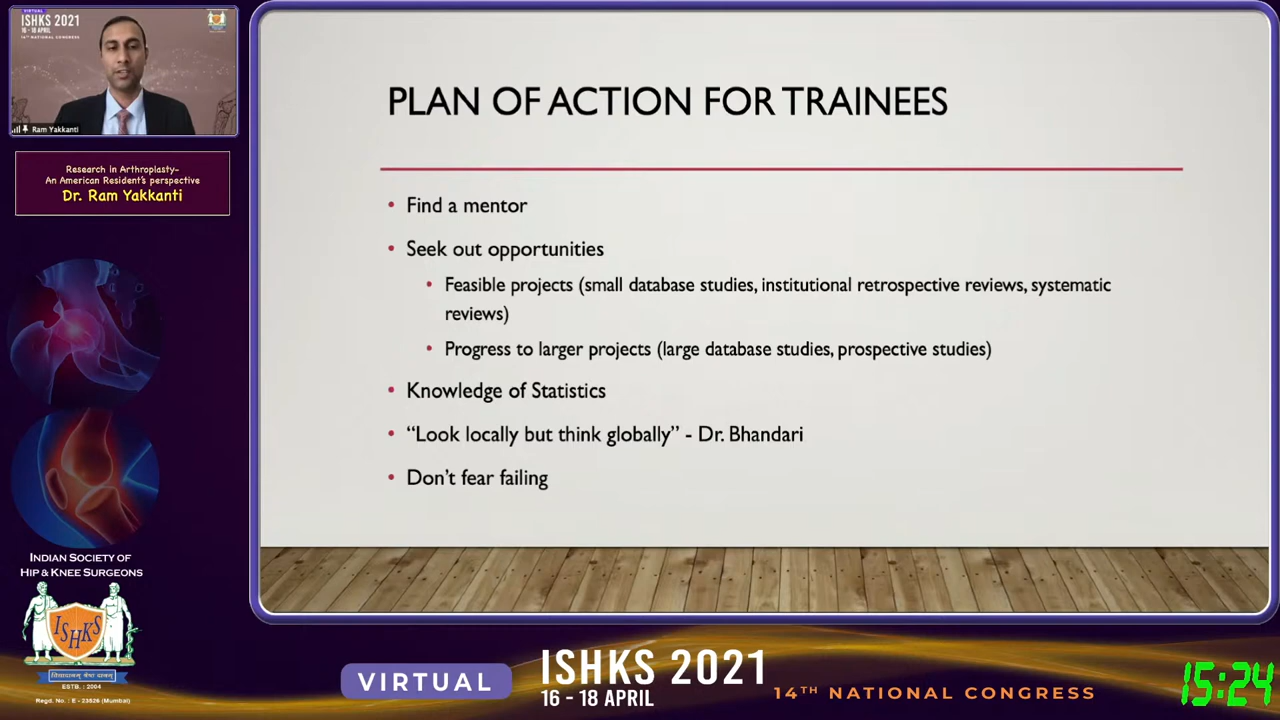 VIRTUAL
ISHKS 2021
16 - 18 APRIL
14TH NATIONAL CONGRESS
Ram Yakkanti
Research In Arthroplasty-
An American Resident's perspective
Dr. Ram Yakkanti
INDIAN SOCIETY OF
HIP & KNEE SURGEONS
ISHKS
ESTB. : 2004
Regd. No. : E - 23526 (Mumbai)
PLAN OF ACTION FOR TRAINEES
• Find a mentor
• Seek out opportunities
• Feasible projects (small database studies, institutional retrospective reviews, systematic
reviews)
• Progress to larger projects (large database studies, prospective studies)
• Knowledge of Statistics
• “Look locally but think globally” - Dr. Bhandari
• Don’t fear failing
VIRTUAL
ISHKS 2021
16 - 18 APRIL
14TH NATIONAL CONGRESS
15:24